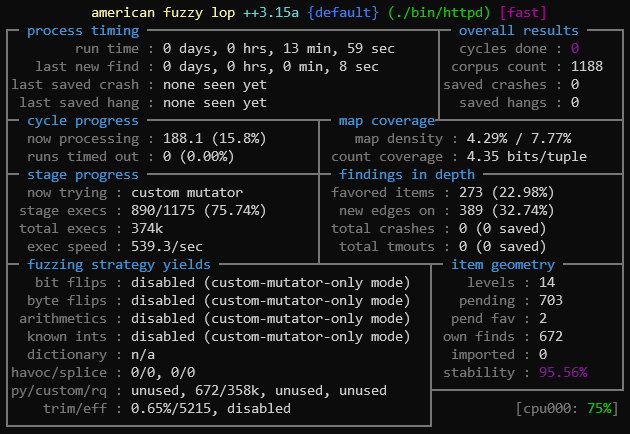 american fuzzy lop ++3.15a {default} (./bin/httpd) [fast]
process timing overall results
run time : 0 days, 0 hrs, 13 min, 59 sec cycles done : 0
last new find : 0 days, 0 hrs, 0 min, 8 sec corpus count : 1188
last saved crash : none seen yet saved crashes : 0
last saved hang : none seen yet saved hangs : 0
cycle progress map coverage
now processing : 188.1 (15.8%) map density : 4.29% / 7.77%
runs timed out : 0 (0.00%) count coverage : 4.35 bits/tuple
stage progress findings in depth
now trying : custom mutator favored items : 273 (22.98%)
stage execs : 890/1175 (75.74%) new edges on : 389 (32.74%)
total execs : 374k total crashes : 0 (0 saved)
exec speed : 539.3/sec total tmouts : 0 (0 saved)
fuzzing strategy yields item geometry
bit flips : disabled (custom-mutator-only mode) levels : 14
byte flips : disabled (custom-mutator-only mode) pending : 703
arithmetics : disabled (custom-mutator-only mode) pend fav : 2
known ints : disabled (custom-mutator-only mode) own finds : 672
dictionary : n/a imported : 0
havoc/splice : 0/0, 0/0 stability : 95.56%
py/custom/rq : unused, 672/358k, unused, unused
trim/eff : 0.65%/5215, disabled [cpu000: 75%]